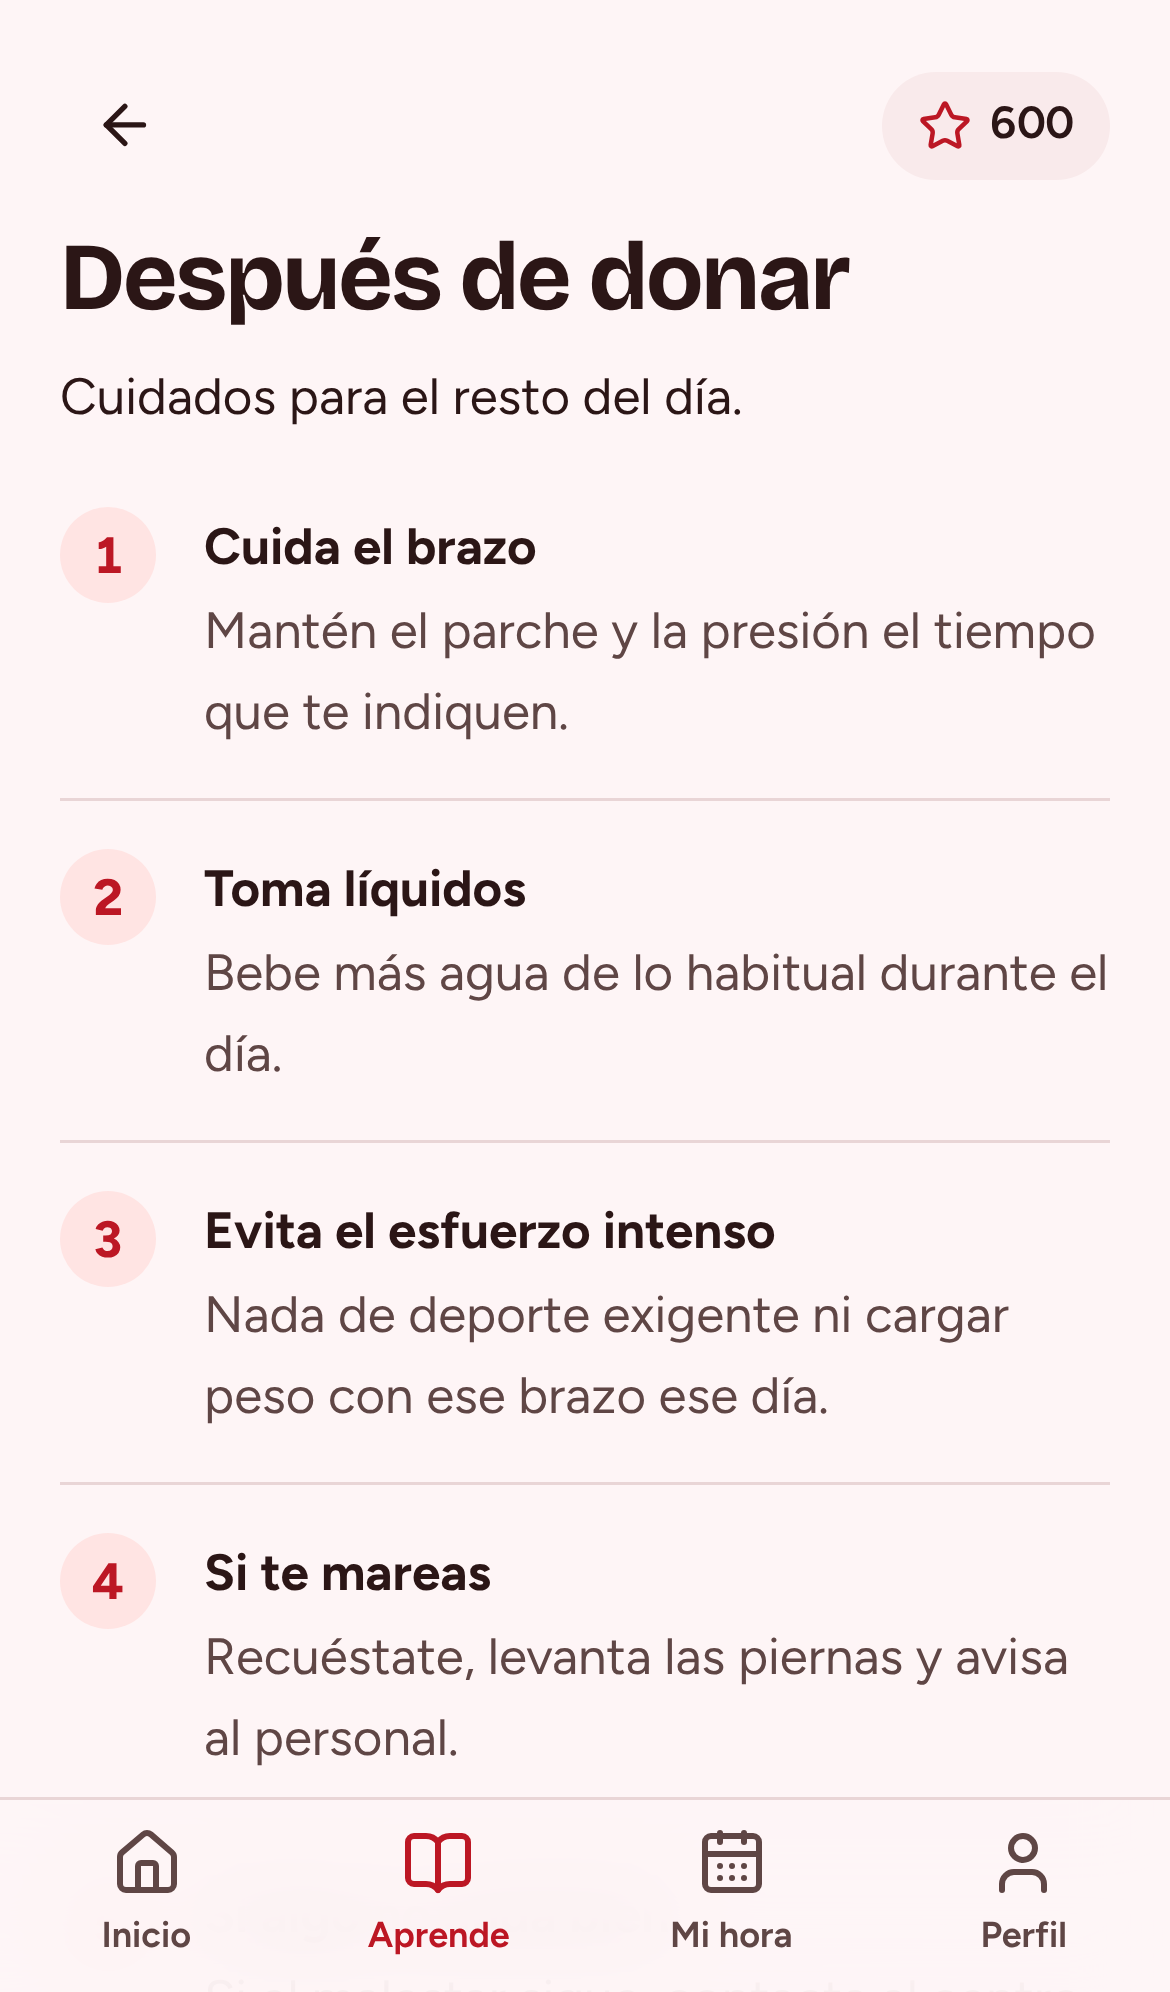 600
Después de donar
Cuidados para el resto del día.
1
Cuida el brazo
Mantén el parche y la presión el tiempo
que te indiquen.
2
Toma líquidos
Bebe más agua de lo habitual durante el
día.
3
Evita el esfuerzo intenso
Nada de deporte exigente ni cargar
peso con ese brazo ese día.
4
Si te mareas
Recuéstate, levanta las piernas y avisa
al personal.
Inicio
Aprende
Mi hora
Perfil